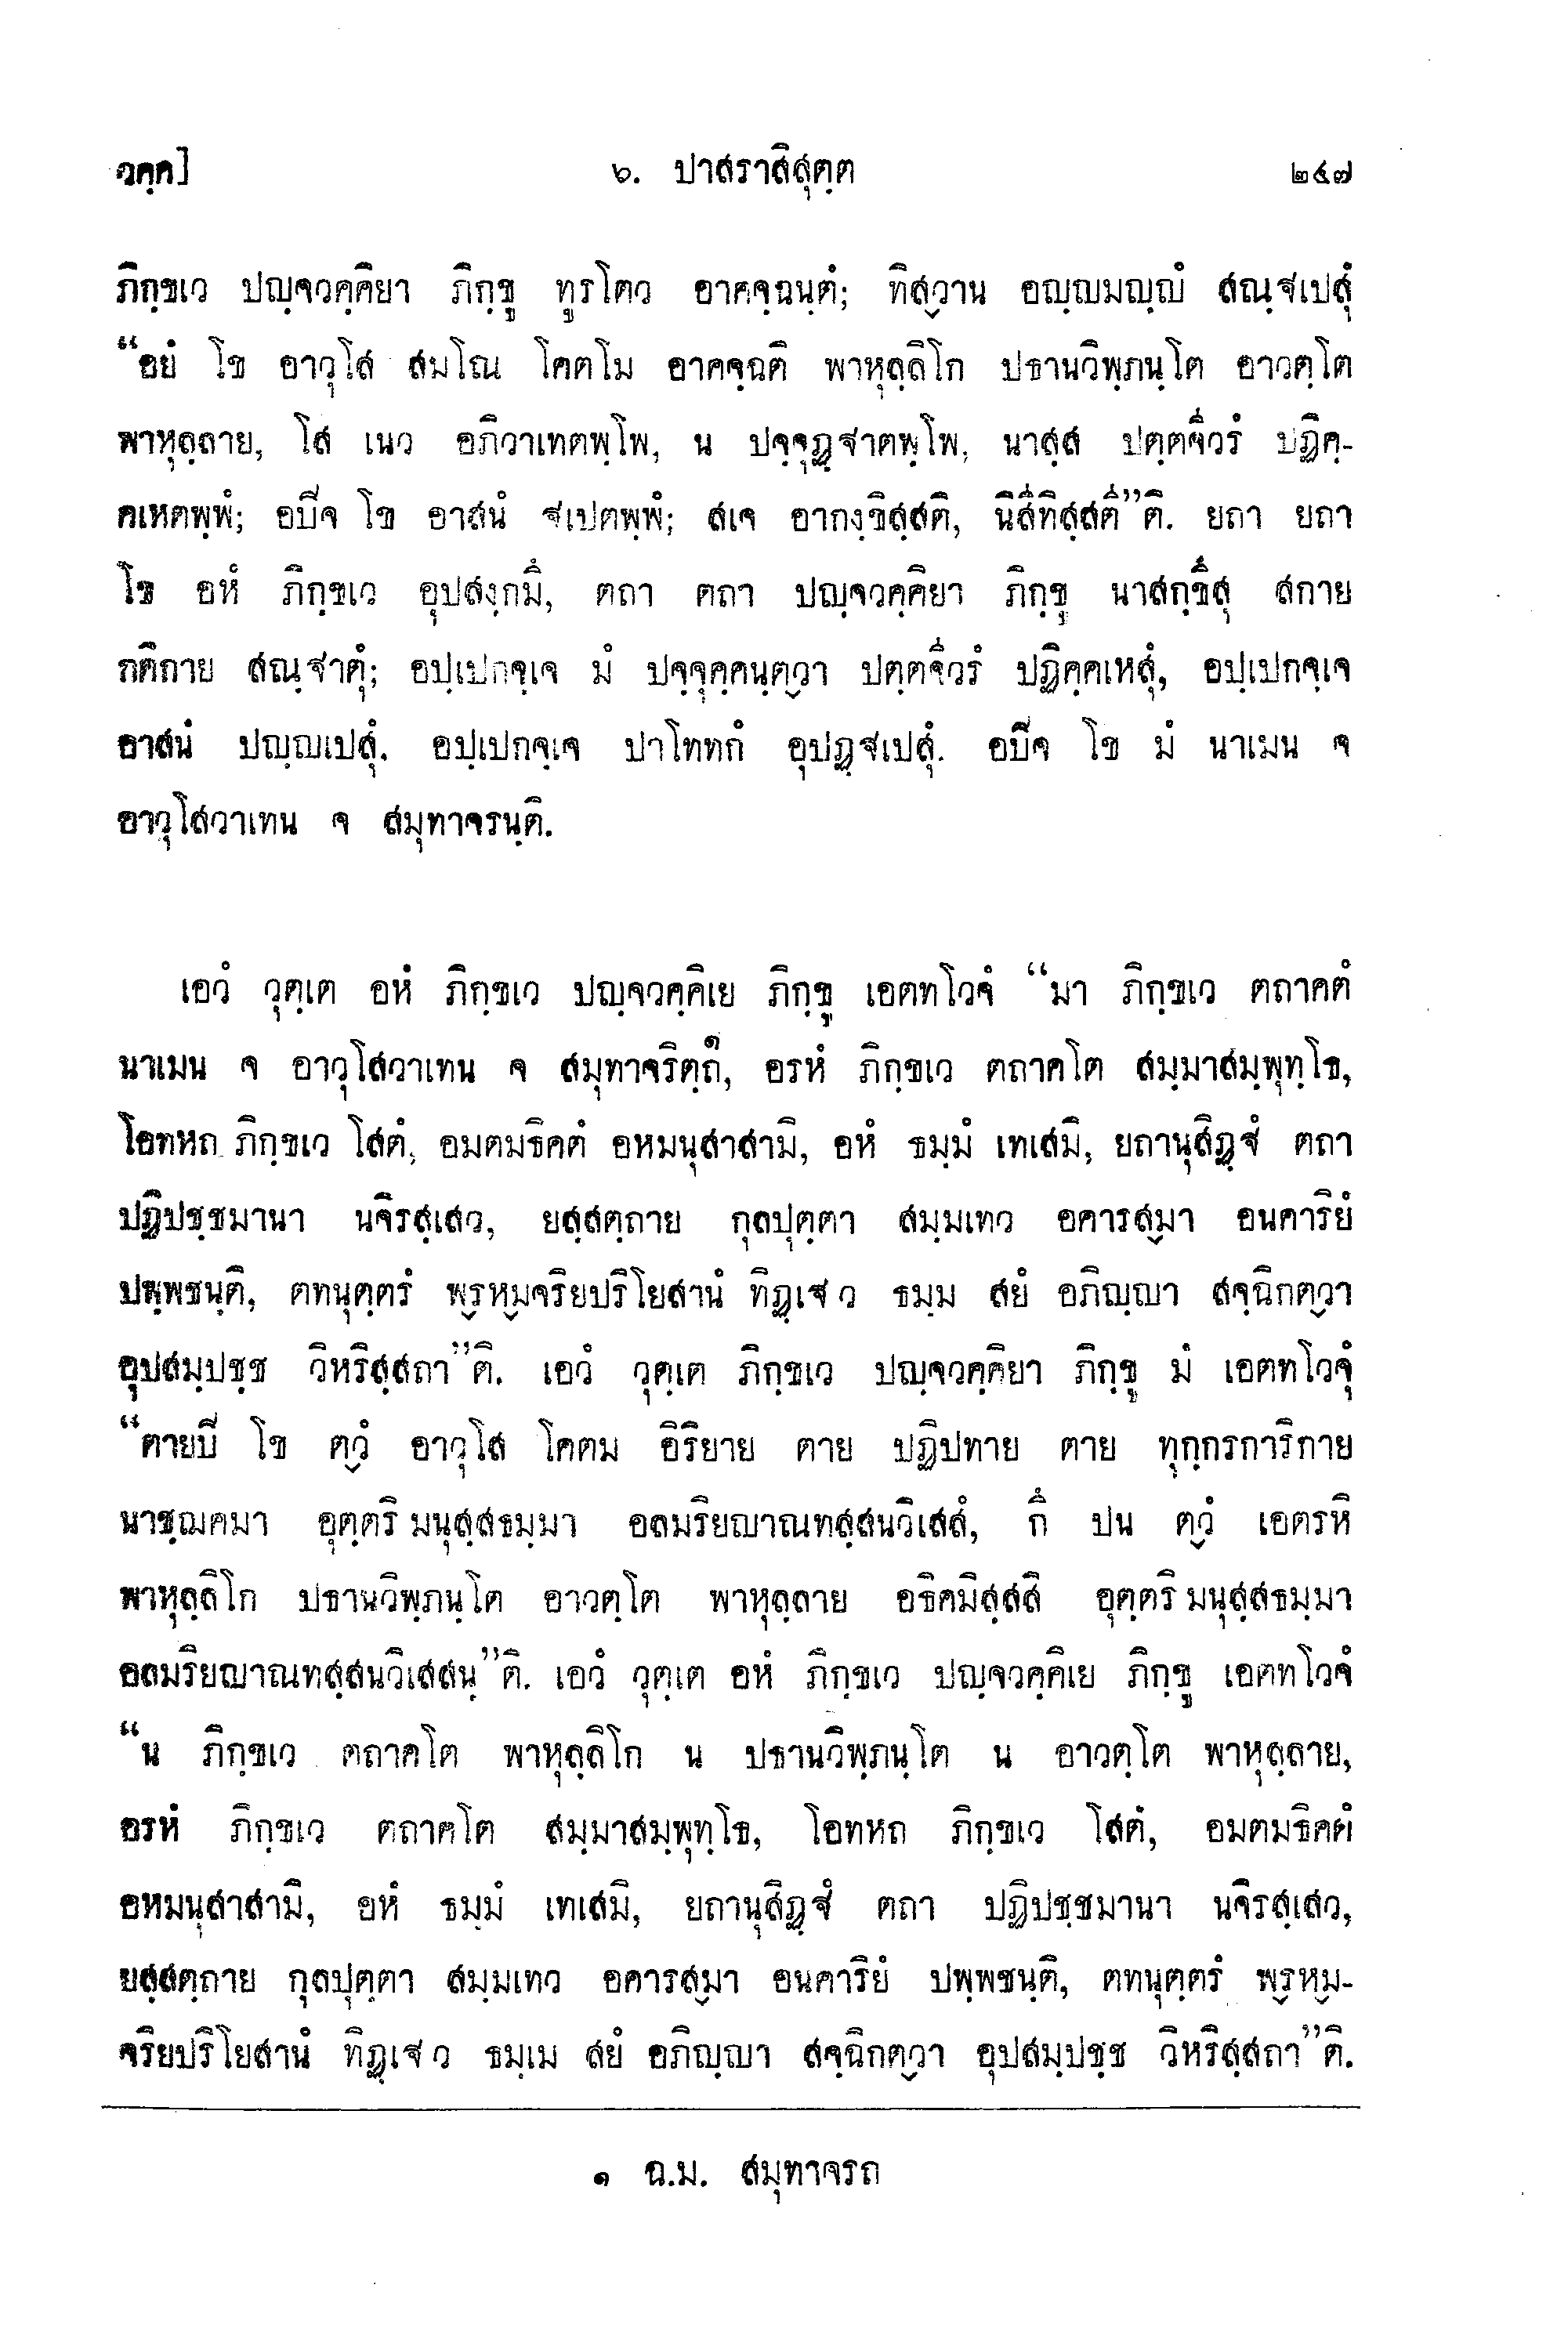 วคฺค]
๖. ปาสราสิสุตฺต
๒๔๗
ภิกฺขเว ปญฺจวคฺคิยา ภิกฺขู ทูรโตว อาคจฺฉนฺตํ; ทิสฺวาน อญฺญมญฺญํ สณฺฐเปสุํ
“อยํ โข อาวุโส สมโณ โคตโม อาคจฺฉติ พาหุลฺลิโก ปธานวิพฺภนฺโต อาวตฺโต
พาหุลฺลาย, โส เนว อภิวาเทตพฺโพ, น ปจฺจุฏฺฐาตพฺโพ, นาสฺส ปตฺตจีวรํ ปฏิคฺ-
คเหตพฺพํ; อปิจ โข อาสนํ ฐเปตพฺพํ; สเจ อากงฺขิสฺสติ, นิสีทิสฺสตี”ติ. ยถา ยถา
โข อหํ ภิกฺขเว อุปสงฺกมึ, ตถา ตถา ปญฺจวคฺคิยา ภิกฺขู นาสกฺขึสุ สกาย
กติกาย สณฺฐาตุํ; อปฺเปกจฺเจ มํ ปจฺจุคฺคนฺตฺวา ปตฺตจีวรํ ปฏิคฺคเหสุํ, อปฺเปกจฺเจ
อาสนํ ปญฺญเปสุํ, อปฺเปกจฺเจ ปาโททกํ อุปฏฺฐเปสุํ. อปิจ โข มํ นาเมน จ
อาวุโสวาเทน จ สมุทาจรนฺติ.
เอวํ วุตฺเต อหํ ภิกฺขเว ปญฺจวคฺคิเย ภิกฺขู เอตทโวจํ “มา ภิกฺขเว ตถาคตํ
นาเมน จ อาวุโสวาเทน จ สมุทาจริตฺถ๑, อรหํ ภิกฺขเว ตถาคโต สมฺมาสมฺพุทฺโธ,
โอทหถ ภิกฺขเว โสตํ, อมตมธิคตํ อหมนุสาสามิ, อหํ ธมฺมํ เทเสมิ, ยถานุสิฏฺฐํ ตถา
ปฏิปชฺชมานา นจิรสฺเสว, ยสฺสตฺถาย กุลปุตฺตา สมฺมเทว อคารสฺมา อนคาริยํ
ปพฺพชนฺติ, ตทนุตฺตรํ พฺรหฺมจริยปริโยสานํ ทิฏฺเฐว ธมฺม สยํ อภิญฺญา สจฺฉิกตฺวา
อุปสมฺปชฺช วิหริสฺสถา”ติ. เอวํ วุตฺเต ภิกฺขเว ปญฺจวคฺคิยา ภิกฺขู มํ เอตทโวจุํ
“ตายปิ โข ตฺวํ อาวุโส โคตม อิริยาย ตาย ปฏิปทาย ตาย ทุกฺกรการิกาย
นาชฺฌคมา อุตฺตริ มนุสฺสธมฺมา อลมริยญาณทสฺสนวิเสสํ, กึ ปน ตฺวํ เอตรหิ
พาหุลฺลิโก ปธานวิพฺภนฺโต อาวตฺโต พาหุลฺลาย อธิคมิสฺสสิ อุตฺตริ มนุสฺสธมฺมา
อลมริยญาณทสฺสนวิเสสนฺ”ติ. เอวํ วุตฺเต อหํ ภิกฺขเว ปญฺจวคฺคิเย ภิกฺขู เอตทโวจํ
“น ภิกฺขเว ตถาคโต พาหุลฺลิโก น ปธานวิพฺภนฺโต น อาวตฺโต พาหุลฺลาย,
อรหํ ภิกฺขเว ตถาคโต สมฺมาสมฺพุทฺโธ, โอทหถ ภิกฺขเว โสตํ, อมตมธิคตํ
อหมนุสาสามิ, อหํ ธมฺมํ เทเสมิ, ยถานุสิฏฺฐํ ตถา ปฏิปชฺชมานา นจิรสฺเสว,
ยสฺสตฺถาย กุลปุตฺตา สมฺมเทว อคารสฺมา อนคาริยํ ปพฺพชนฺติ, ตทนุตฺตรํ พฺรหฺม-
จริยปริโยสานํ ทิฏฺเฐว ธมฺเม สยํ อภิญฺญา สจฺฉิกตฺวา อุปสมฺปชฺช วิหริสฺสถา”ติ.
๑ ฉ.ม. สมุทาจรถ